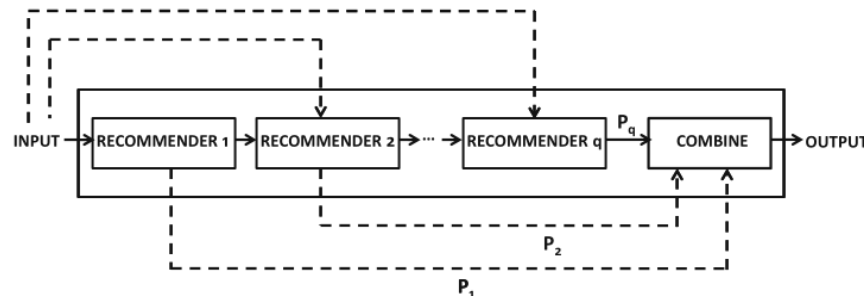 INPUT
RECOMMENDER 1
RECOMMENDER 2
...
RECOMMENDER q
P_q
COMBINE
OUTPUT
P_2
P_1